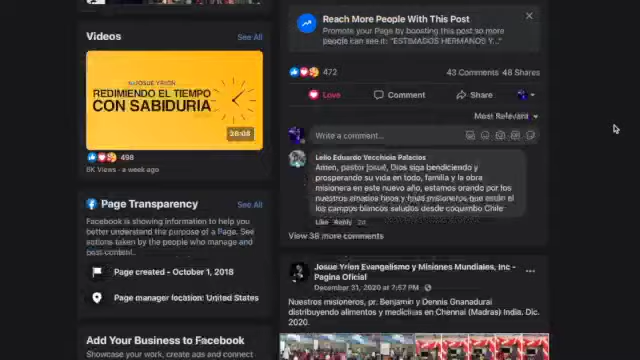 Videos
See All
JOSUE YRION
REDIMIENDO EL TIEMPO
CON SABIDURIA
38:08
498
6K Views · a week ago
Page Transparency
See All
Facebook is showing information to help you
better understand the purpose of a Page. See
actions taken by the people who manage and
post content.
Page created - October 1, 2018
Page manager location: United States
Add Your Business to Facebook
Showcase your work, create ads and connect
Reach More People With This Post
Promote your Page by boosting this post so more
people can see it: "ESTIMADOS HERMANOS Y..."
472
43 Comments 48 Shares
Love
Comment
Share
Most Relevant
Write a comment...
Lelio Eduardo Vecchiola Palacios
Amen, pastor josué, Dios siga bendiciendo y
prosperando su vida en todo, familia y la obra
misionera en este nuevo año, estamos orando por los
nuestros amados hnos y fieles misioneros que están el
los campos blancos saludos desde coquimbo Chile
Like · Reply · 2d
View 38 more comments
Josue Yrion Evangelismo y Misiones Mundiales, Inc -
Pagina Oficial
December 31, 2020 at 7:57 PM
Nuestros misioneros, pr. Benjamin y Dennis Gnanadurai
distribuyendo alimentos y medicinas en Chennai (Madras) India. Dic.
2020.